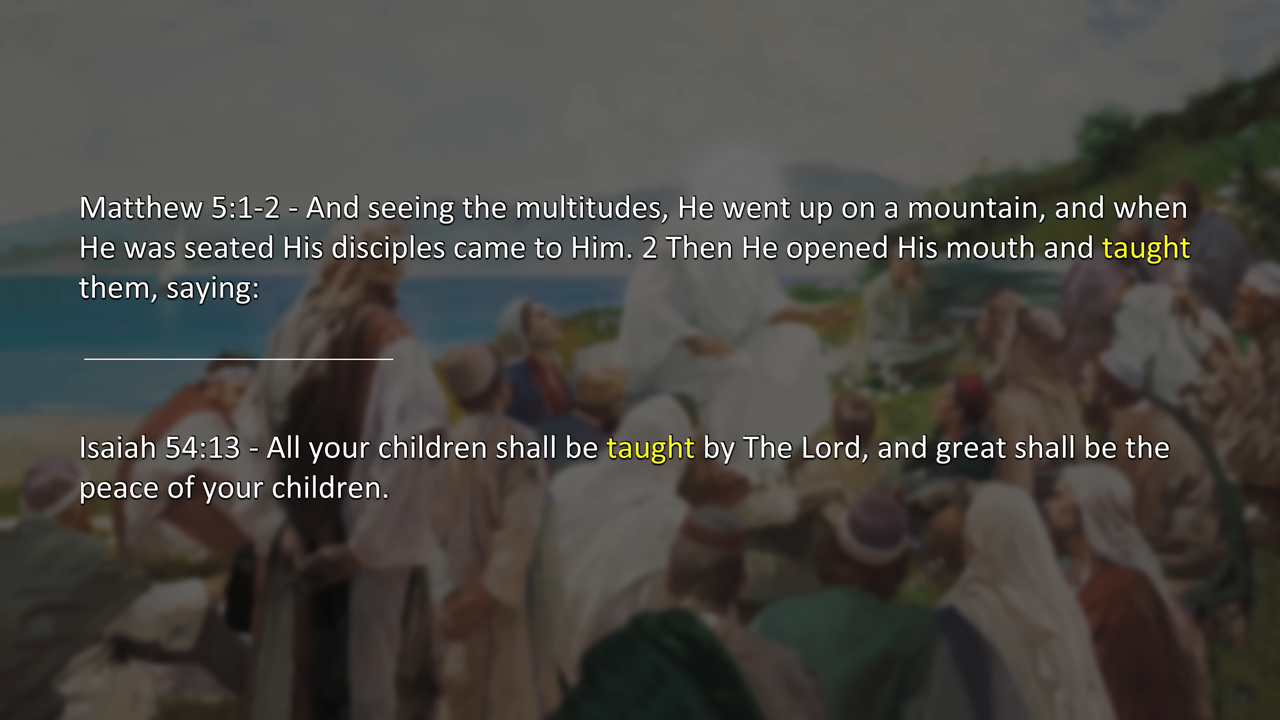 Matthew 5:1-2 - And seeing the multitudes, He went up on a mountain, and when
He was seated His disciples came to Him. 2 Then He opened His mouth and taught
them, saying:
Isaiah 54:13 - All your children shall be taught by The Lord, and great shall be the
peace of your children.